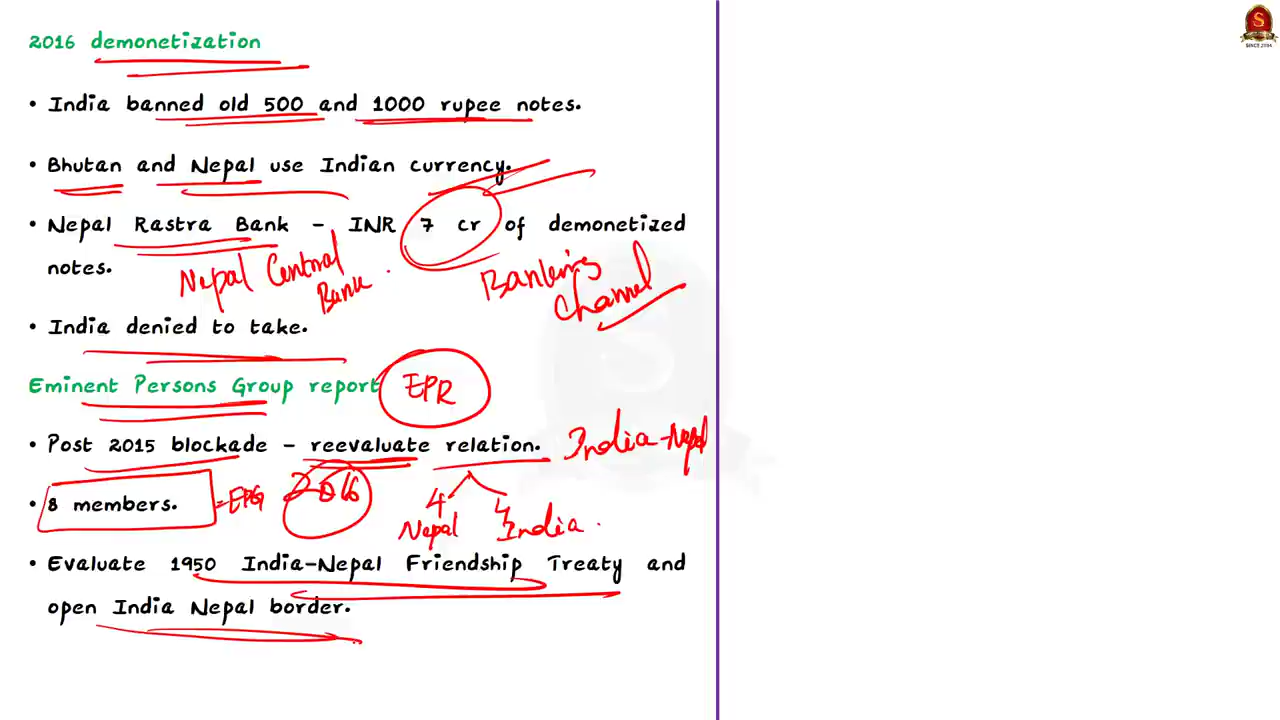 2016 demonetization
• India banned old 500 and 1000 rupee notes.
• Bhutan and Nepal use Indian currency.
• Nepal Rastra Bank – INR 7 cr of demonetized
notes.
Nepal Central
Bank
Banking
Channel
• India denied to take.
Eminent Persons Group report
EPR
• Post 2015 blockade – reevaluate relation.
India-Nepal
• 8 members.
=EPG
2016
4
Nepal
4
India
• Evaluate 1950 India-Nepal Friendship Treaty and
open India Nepal border.
S
SINCE 2004